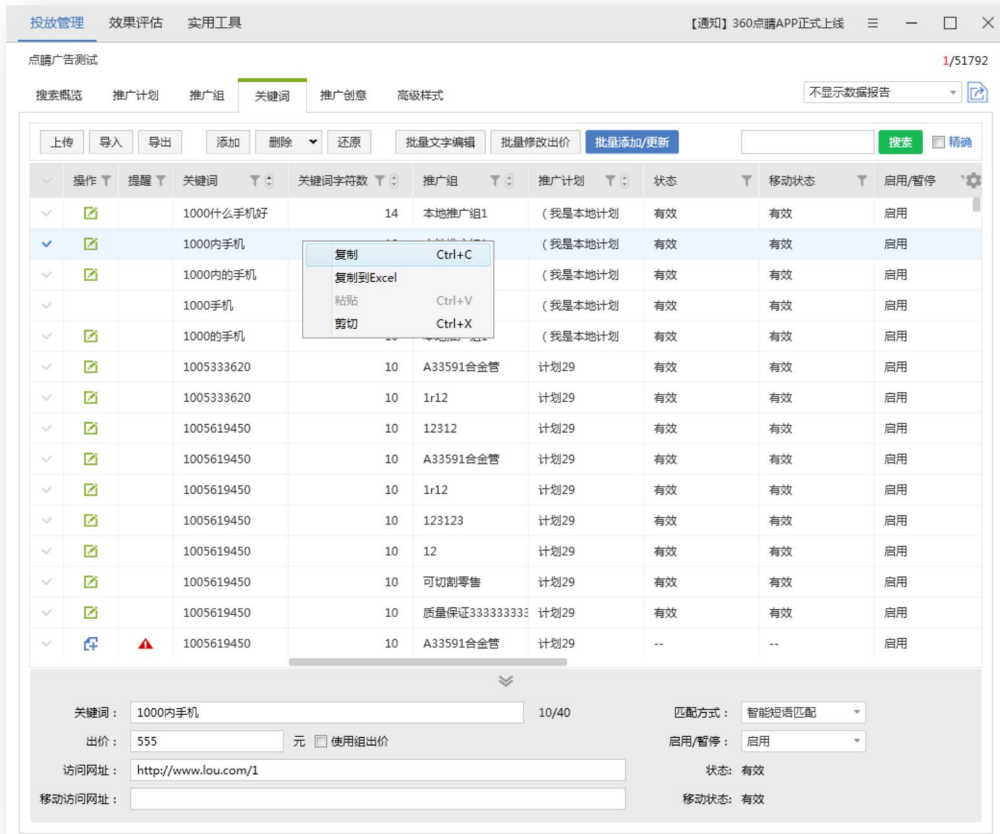 投放管理 效果评估 实用工具 【通知】360点睛APP正式上线
点睛广告测试 1/51792
搜索概览 推广计划 推广组 关键词 推广创意 高级样式 不显示数据报告
上传 导入 导出 添加 删除 还原 批量文字编辑 批量修改出价 批量添加/更新 搜索 精确
操作 提醒 关键词 关键词字符数 推广组 推广计划 状态 移动状态 启用/暂停
1000什么手机好 14 本地推广组1 (我是本地计划 有效 有效 启用
1000内手机 (我是本地计划 有效 有效 启用
复制 Ctrl+C
1000内的手机 (我是本地计划 有效 有效 启用
复制到Excel
1000手机 (我是本地计划 有效 有效 启用
粘贴 Ctrl+V
剪切 Ctrl+X
1000的手机 (我是本地计划 有效 有效 启用
1005333620 10 A33591合金管 计划29 有效 有效 启用
1005333620 10 1r12 计划29 有效 有效 启用
1005619450 10 12312 计划29 有效 有效 启用
1005619450 10 A33591合金管 计划29 有效 有效 启用
1005619450 10 1r12 计划29 有效 有效 启用
1005619450 10 123123 计划29 有效 有效 启用
1005619450 10 12 计划29 有效 有效 启用
1005619450 10 可切割零售 计划29 有效 有效 启用
1005619450 10 质量保证333333333 计划29 有效 有效 启用
1005619450 10 A33591合金管 计划29 -- -- 启用
关键词： 1000内手机 10/40 匹配方式： 智能短语匹配
出价： 555 元 使用组出价 启用/暂停： 启用
访问网址： http://www.lou.com/1 状态: 有效
移动访问网址： 移动状态: 有效